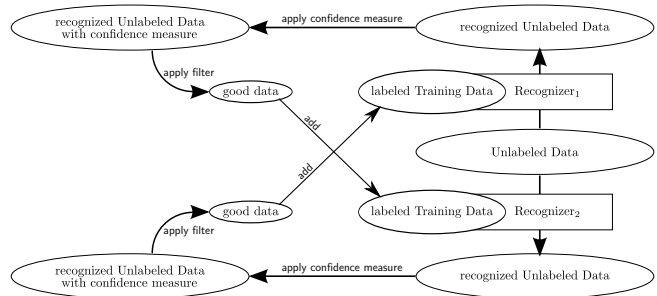 recognized Unlabeled Data
with confidence measure
apply confidence measure
recognized Unlabeled Data
apply filter
good data
labeled Training Data
Recognizer1
add
Unlabeled Data
add
good data
labeled Training Data
Recognizer2
apply filter
recognized Unlabeled Data
with confidence measure
apply confidence measure
recognized Unlabeled Data